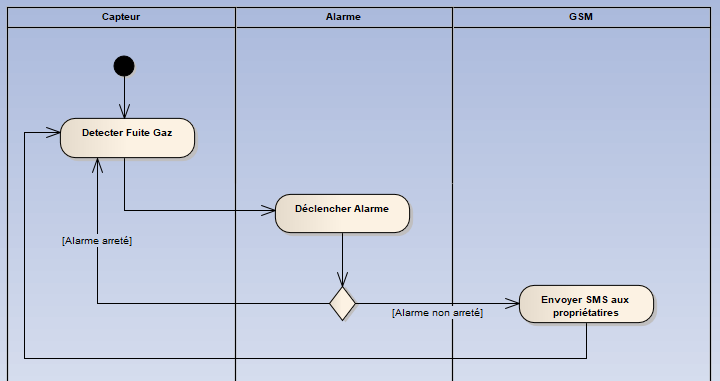 Capteur
Alarme
GSM
Detecter Fuite Gaz
Déclencher Alarme
[Alarme arreté]
[Alarme non arreté]
Envoyer SMS aux
propriétatires